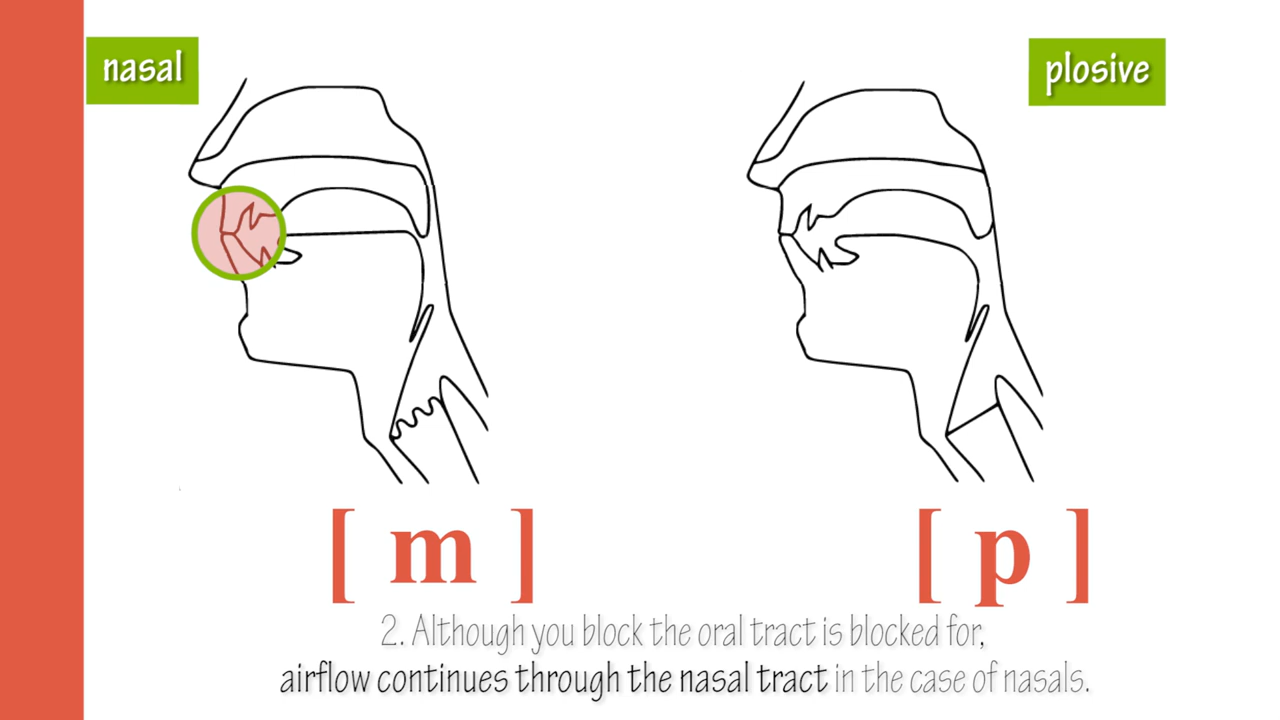 nasal
plosive
[ m ]
[ p ]
2. Although you block the oral tract is blocked for,
airflow continues through the nasal tract in the case of nasals.